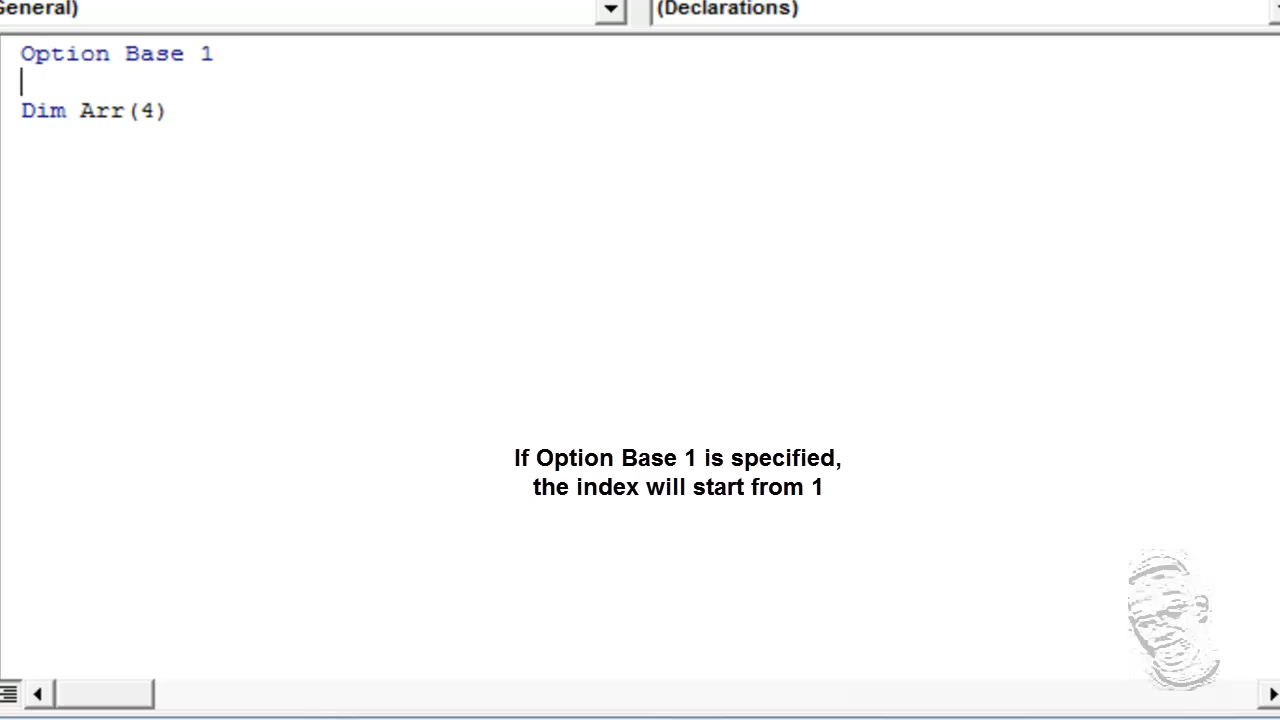 General)
(Declarations)
Option Base 1
Dim Arr(4)
If Option Base 1 is specified,
the index will start from 1